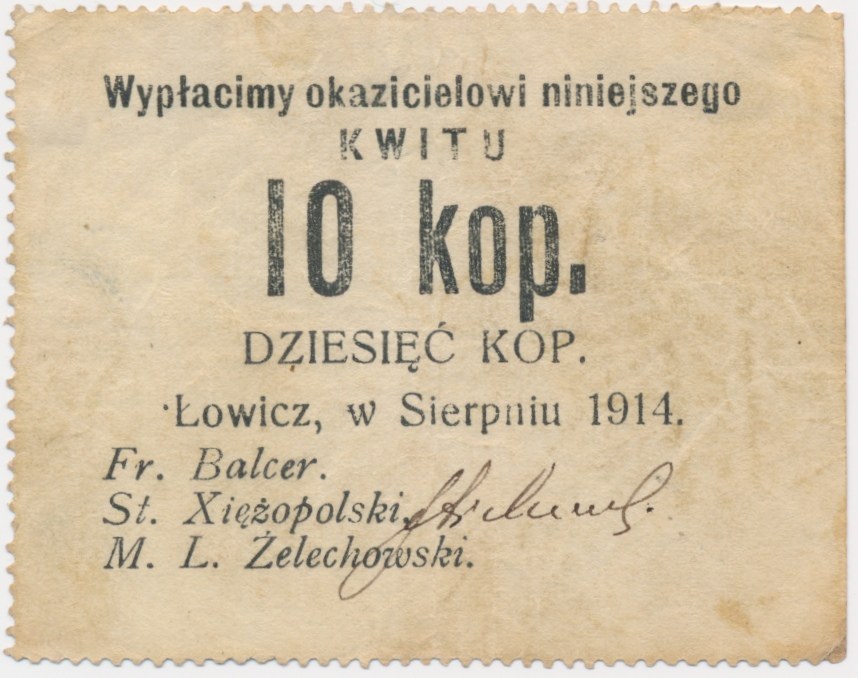 Wypłacimy okazicielowi niniejszego
KWITU
10 kop.
DZIESIĘĆ KOP.
Łowicz, w Sierpniu 1914.
Fr. Balcer.
St. Xiężopolski.
M. L. Żelechowski.